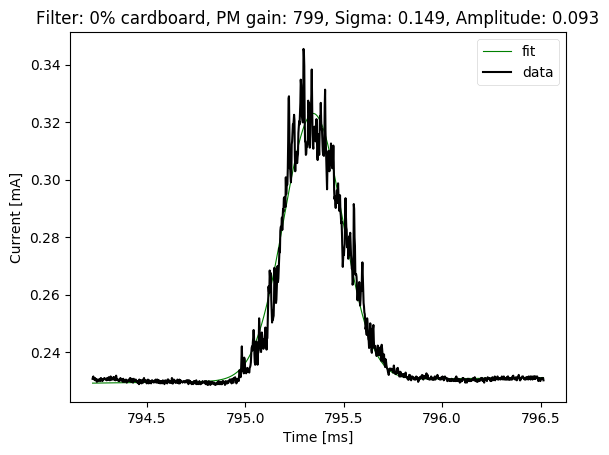 Filter: 0% cardboard, PM gain: 799, Sigma: 0.149, Amplitude: 0.093
fit
data
0.34
0.32
0.30
0.28
0.26
0.24
Current [mA]
794.5 795.0 795.5 796.0 796.5
Time [ms]